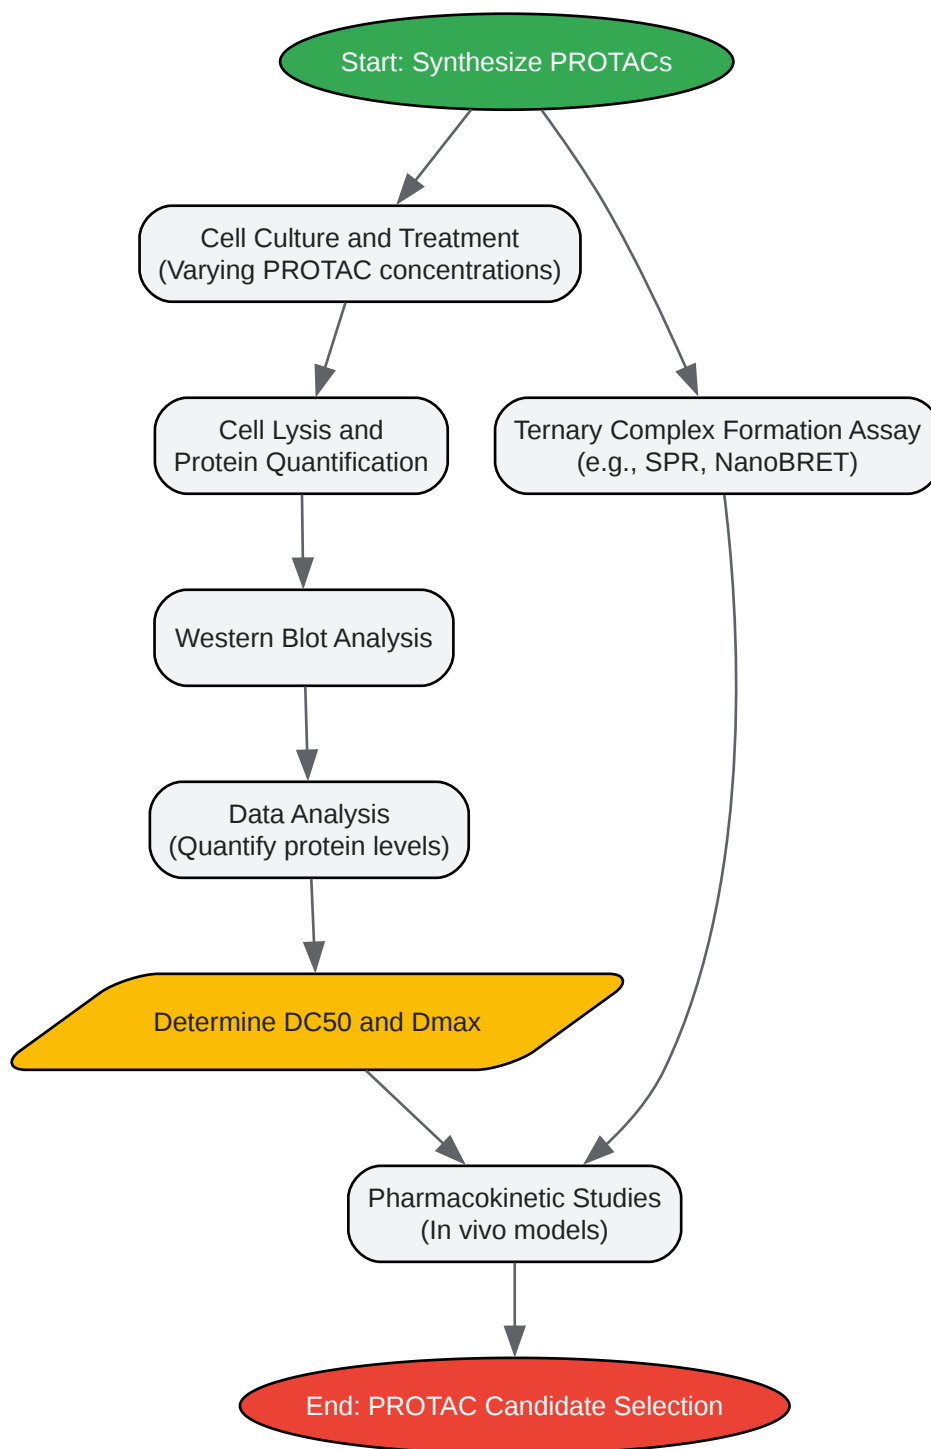 Start: Synthesize PROTACs
Cell Culture and Treatment
(Varying PROTAC concentrations)
Cell Lysis and
Protein Quantification
Ternary Complex Formation Assay
(e.g., SPR, NanoBRET)
Western Blot Analysis
Data Analysis
(Quantify protein levels)
Determine DC50 and Dmax
Pharmacokinetic Studies
(In vivo models)
End: PROTAC Candidate Selection